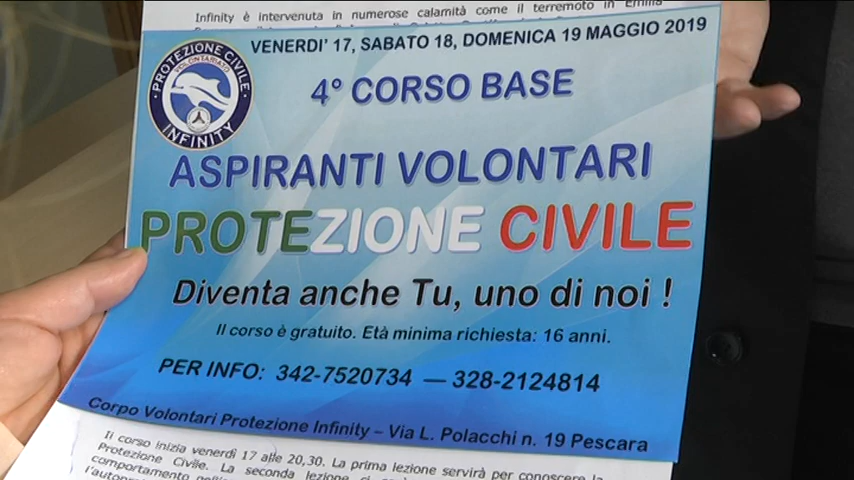 Infinity è intervenuta in numerose calamità come il terremoto in Emilia
VENERDI' 17, SABATO 18, DOMENICA 19 MAGGIO 2019
PROTEZIONE CIVILE
VOLONTARIATO
INFINITY
4° CORSO BASE
ASPIRANTI VOLONTARI
PROTEZIONE CIVILE
Diventa anche Tu, uno di noi !
Il corso è gratuito. Età minima richiesta: 16 anni.
PER INFO: 342-7520734 — 328-2124814
Corpo Volontari Protezione Infinity – Via L. Polacchi n. 19 Pescara
Il corso inizia venerdì 17 alle 20,30. La prima lezione servirà per conoscere la
Protezione Civile. La seconda lezione
comportamento